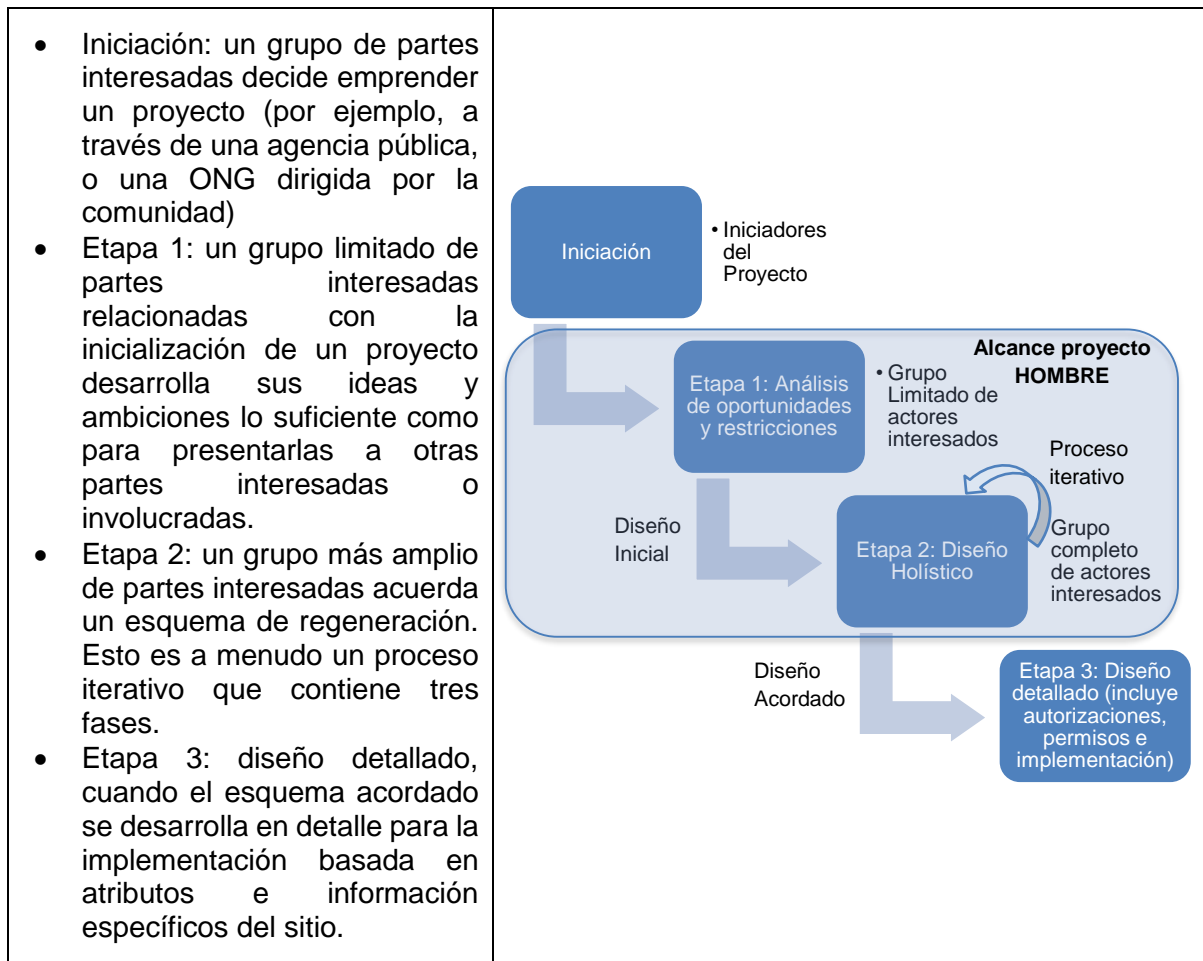 • Iniciación: un grupo de partes
interesadas decide emprender
un proyecto (por ejemplo, a
través de una agencia pública,
o una ONG dirigida por la
comunidad)
• Etapa 1: un grupo limitado de
partes interesadas
relacionadas con la
inicialización de un proyecto
desarrolla sus ideas y
ambiciones lo suficiente como
para presentarlas a otras
partes interesadas o
involucradas.
• Etapa 2: un grupo más amplio
de partes interesadas acuerda
un esquema de regeneración.
Esto es a menudo un proceso
iterativo que contiene tres
fases.
• Etapa 3: diseño detallado,
cuando el esquema acordado
se desarrolla en detalle para la
implementación basada en
atributos e información
específicos del sitio.
Iniciación
• Iniciadores
del
Proyecto
Alcance proyecto
HOMBRE
Etapa 1: Análisis
de oportunidades
y restricciones
• Grupo
Limitado de
actores
interesados
Proceso
iterativo
Diseño
Inicial
Etapa 2: Diseño
Holístico
Grupo
completo
de actores
interesados
Diseño
Acordado
Etapa 3: Diseño
detallado (incluye
autorizaciones,
permisos e
implementación)